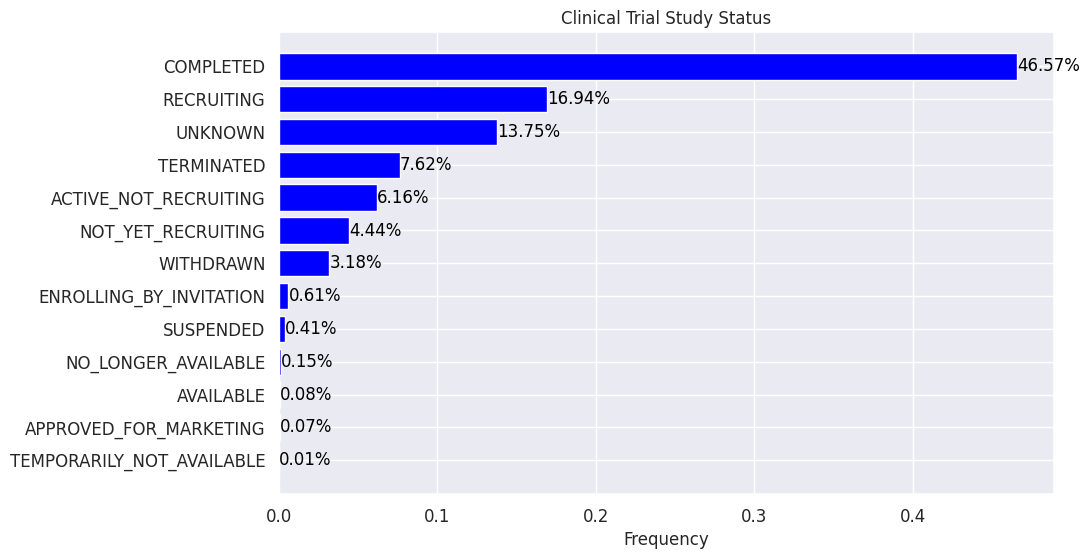 Clinical Trial Study Status
COMPLETED 46.57%
RECRUITING 16.94%
UNKNOWN 13.75%
TERMINATED 7.62%
ACTIVE_NOT_RECRUITING 6.16%
NOT_YET_RECRUITING 4.44%
WITHDRAWN 3.18%
ENROLLING_BY_INVITATION 0.61%
SUSPENDED 0.41%
NO_LONGER_AVAILABLE 0.15%
AVAILABLE 0.08%
APPROVED_FOR_MARKETING 0.07%
TEMPORARILY_NOT_AVAILABLE 0.01%
0.0 0.1 0.2 0.3 0.4
Frequency